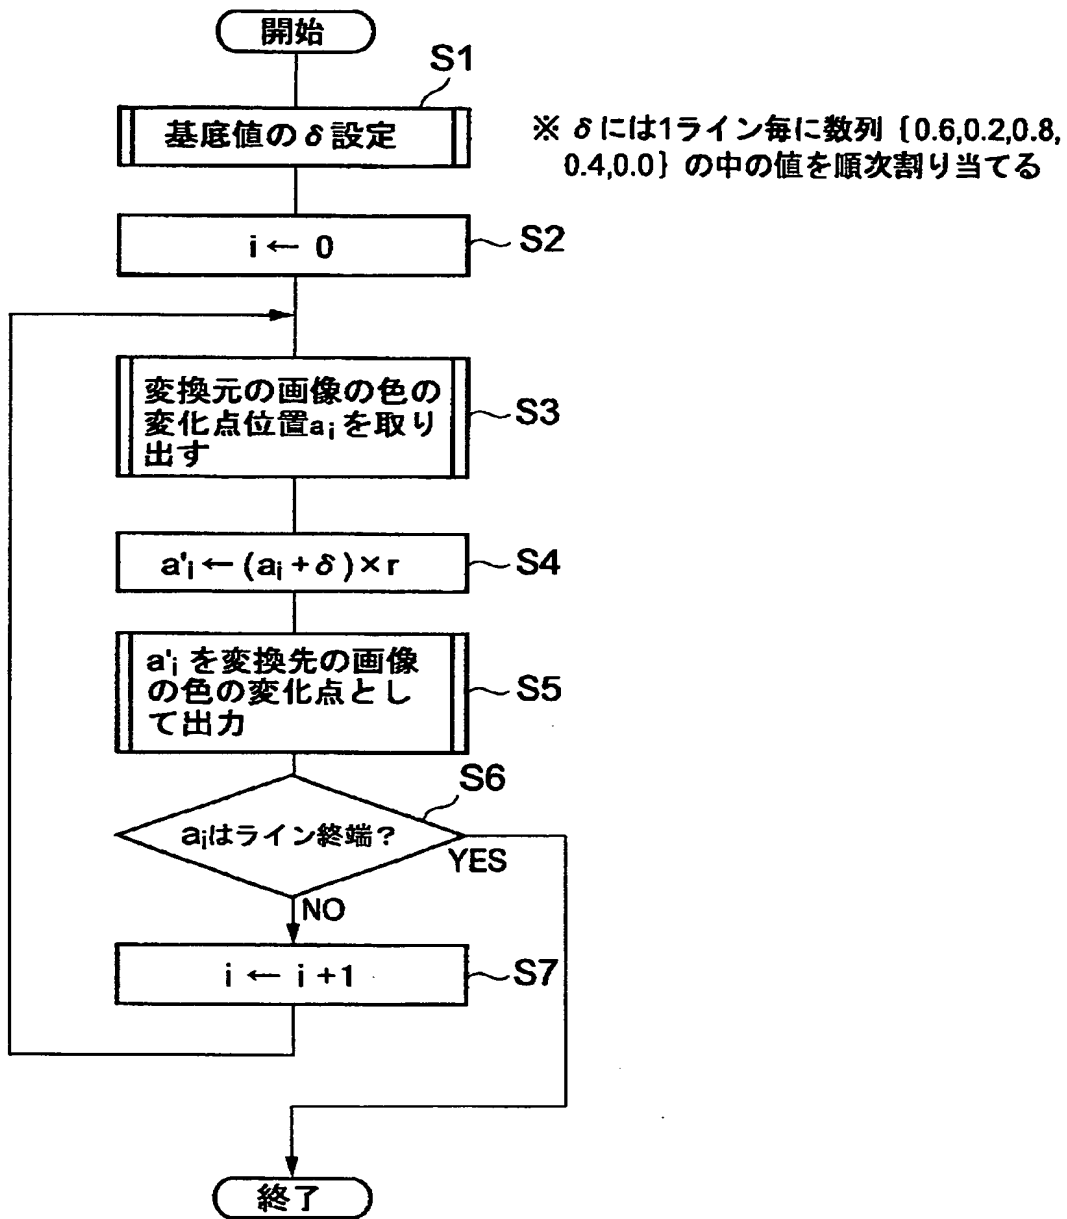 開始
S1
基底値のδ設定
※ δには1ライン毎に数列 {0.6,0.2,0.8,
0.4,0.0} の中の値を順次割り当てる
i ← 0
S2
変換元の画像の色の
変化点位置aiを取り
出す
S3
a'i ← (ai + δ) × r
S4
a'i を変換先の画像
の色の変化点とし
て出力
S5
S6
aiはライン終端?
YES
NO
i ← i +1
S7
終了